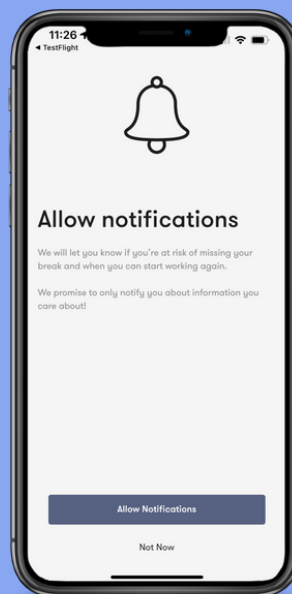 11:26
◀ TestFlight
Allow notifications
We will let you know if you're at risk of missing your
break and when you can start working again.
We promise to only notify you about information you
care about!
Allow Notifications
Not Now